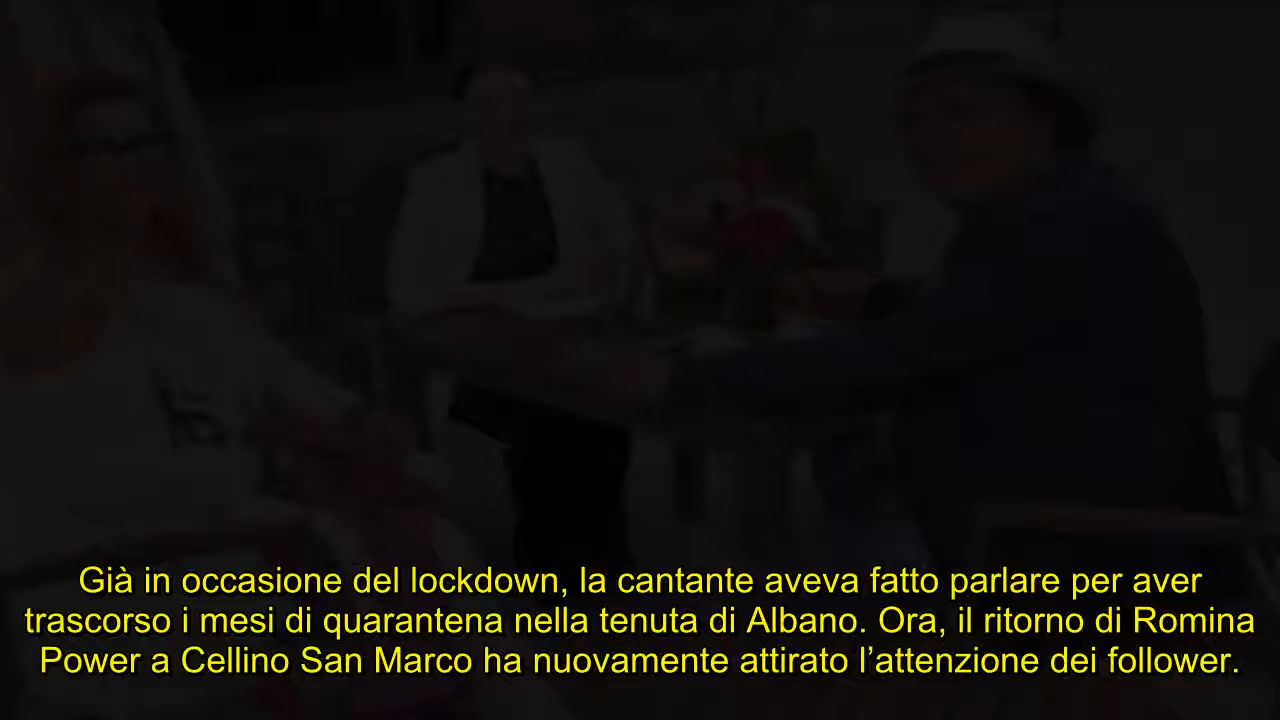 Già in occasione del lockdown, la cantante aveva fatto parlare per aver
trascorso i mesi di quarantena nella tenuta di Albano. Ora, il ritorno di Romina
Power a Cellino San Marco ha nuovamente attirato l’attenzione dei follower.